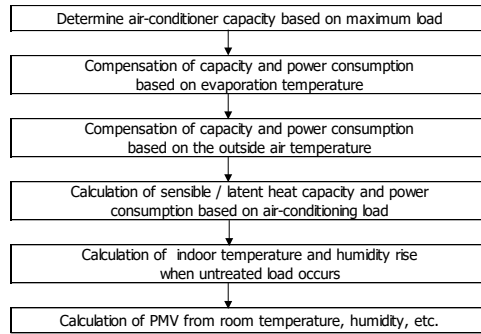 Determine air-conditioner capacity based on maximum load
Compensation of capacity and power consumption
based on evaporation temperature
Compensation of capacity and power consumption
based on the outside air temperature
Calculation of sensible / latent heat capacity and power
consumption based on air-conditioning load
Calculation of indoor temperature and humidity rise
when untreated load occurs
Calculation of PMV from room temperature, humidity, etc.